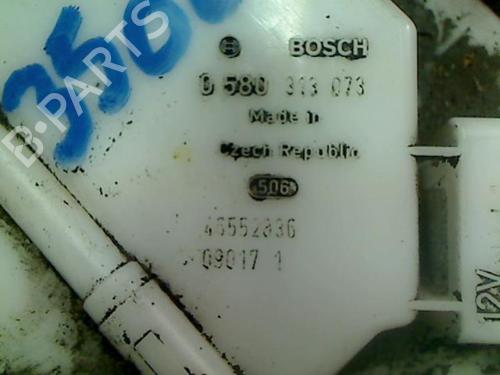 BOSCH
0 580 313 073
Made in
Czech Republic
506
46552836
09017 1
12V
B-PARTS